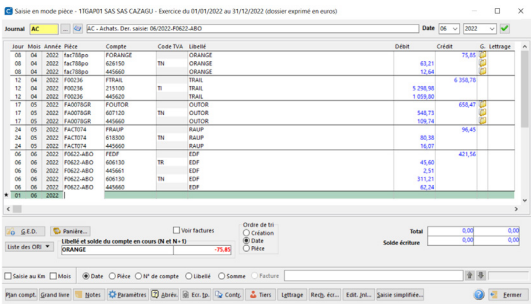 Saisie en mode pièce - 1TGAP01 SAS SAS CAZAGU - Exercice du 01/01/2022 au 31/12/2022 (dossier exprimé en euros)
Journal AC ... AC - Achats. Der. saisie 06/2022-F0622-ABO Date 06 2022
Jour Mois Année Pièce Compte Code TVA Libellé Débit Crédit G. Lettrage
08 04 2022 fac788po FORANGE ORANGE 75,85
08 04 2022 fac788po 626150 TN ORANGE 63,21
08 04 2022 fac788po 445660 ORANGE 12,64
12 04 2022 F00236 FTRAIL TRAIL 6 358,78
12 04 2022 F00236 215100 TI TRAIL 5 298,98
12 04 2022 F00236 445620 TRAIL 1 059,80
17 05 2022 FA0078GR FOUTOR OUTOR 658,47
17 05 2022 FA0078GR 607120 TN OUTOR 548,73
17 05 2022 FA0078GR 445660 OUTOR 109,74
24 05 2022 FACT074 FRAUP RAUP 96,45
24 05 2022 FACT074 618300 TN RAUP 80,38
24 05 2022 FACT074 445660 RAUP 16,07
06 06 2022 F0622-ABO FEDF EDF 421,56
06 06 2022 F0622-ABO 606130 TR EDF 45,60
06 06 2022 F0622-ABO 445661 EDF 2,51
06 06 2022 F0622-ABO 606130 TN EDF 311,21
06 06 2022 F0622-ABO 445660 EDF 62,24
* 01 06 2022
G.E.D. Panière... Voir factures
Liste des ORI
Libellé et solde du compte en cours (N et N+1)
ORANGE -75,85
Ordre de tri
Création
Date
Pièce
Total 0,00 0,00
Solde écriture 0,00 0,00
Saisie au Km Mois Date Pièce N° de compte Libellé Somme Facture
Plan compt. Grand livre Notes Paramètres Abrév. Ecr. tp. Contr. Tiers Lettrage Rech. écr... Edit. Jnl... Saisie simplifiée... Fermer